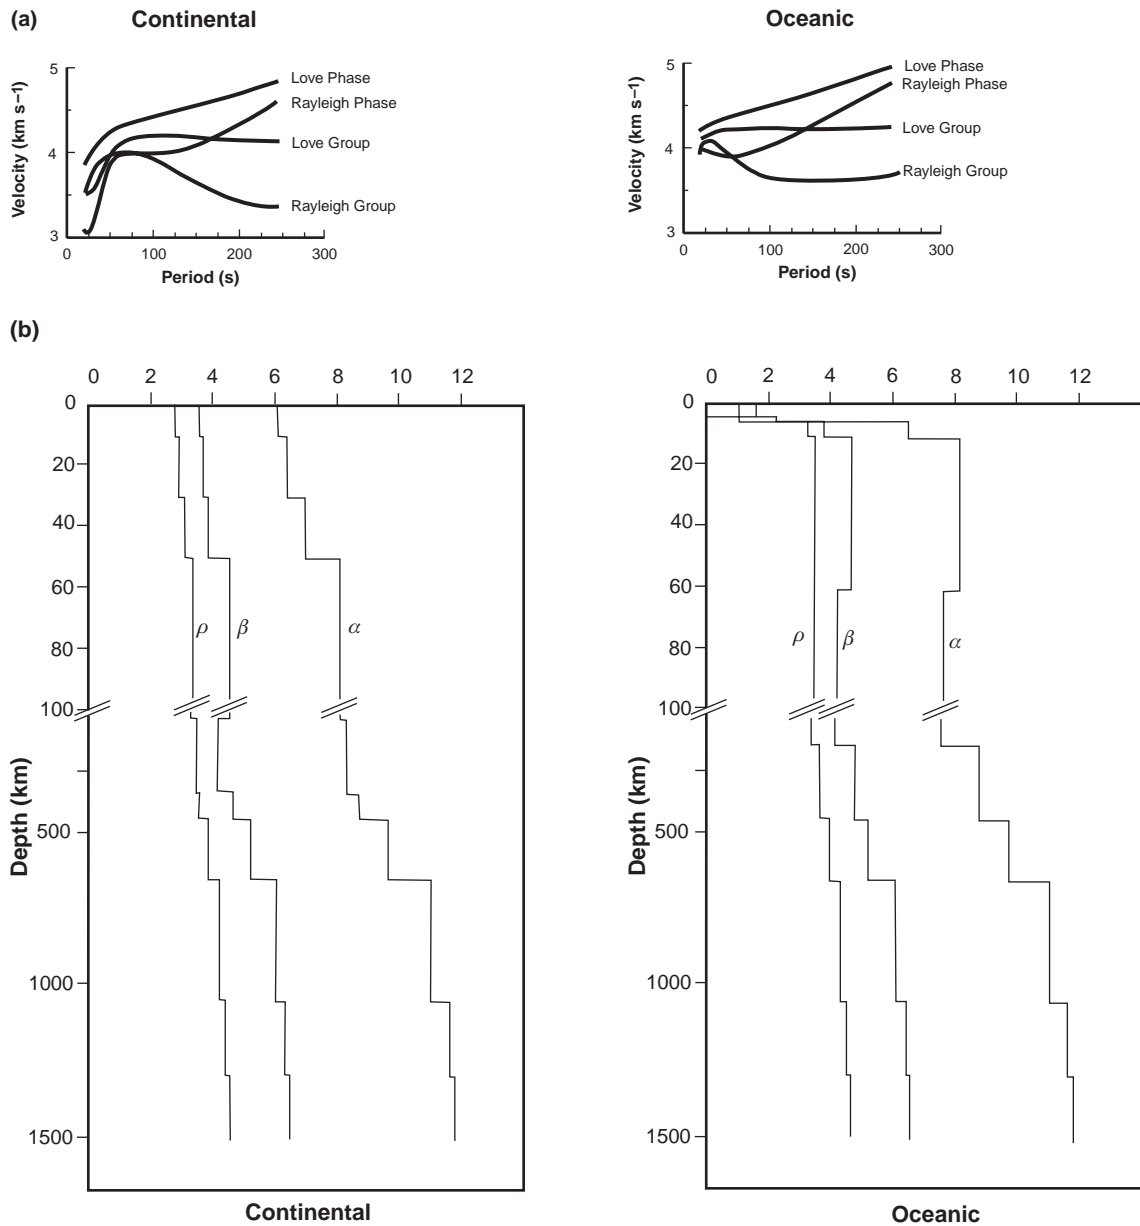 (a)
Continental
Oceanic
5
4
3
Velocity (km s–1)
Love Phase
Rayleigh Phase
Love Group
Rayleigh Group
0 100 200 300
Period (s)
5
4
3
Velocity (km s–1)
Love Phase
Rayleigh Phase
Love Group
Rayleigh Group
0 100 200 300
Period (s)
(b)
0 2 4 6 8 10 12
0
20
40
60
80
100
500
1000
1500
Depth (km)
ρ β α
Continental
0 2 4 6 8 10 12
0
20
40
60
80
100
500
1000
1500
Depth (km)
ρ β α
Oceanic